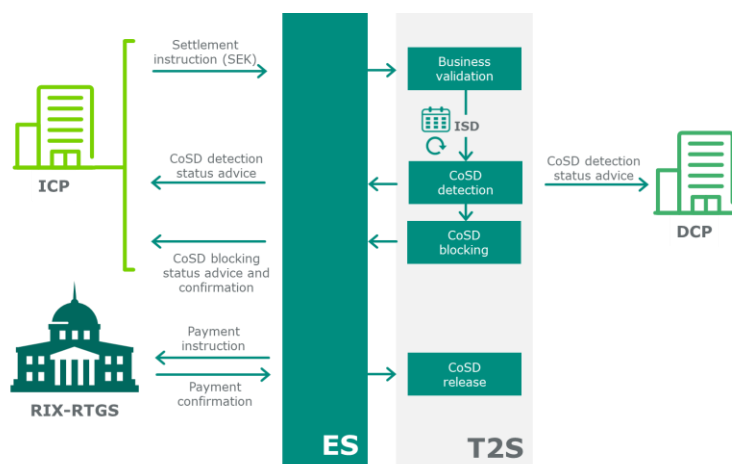 Settlement
instruction (SEK)
Business
validation
ISD
ICP
CoSD detection
status advice
CoSD
detection
CoSD detection
status advice
DCP
CoSD
blocking
CoSD blocking
status advice and
confirmation
Payment
instruction
CoSD
release
Payment
confirmation
RIX-RTGS
ES
T2S